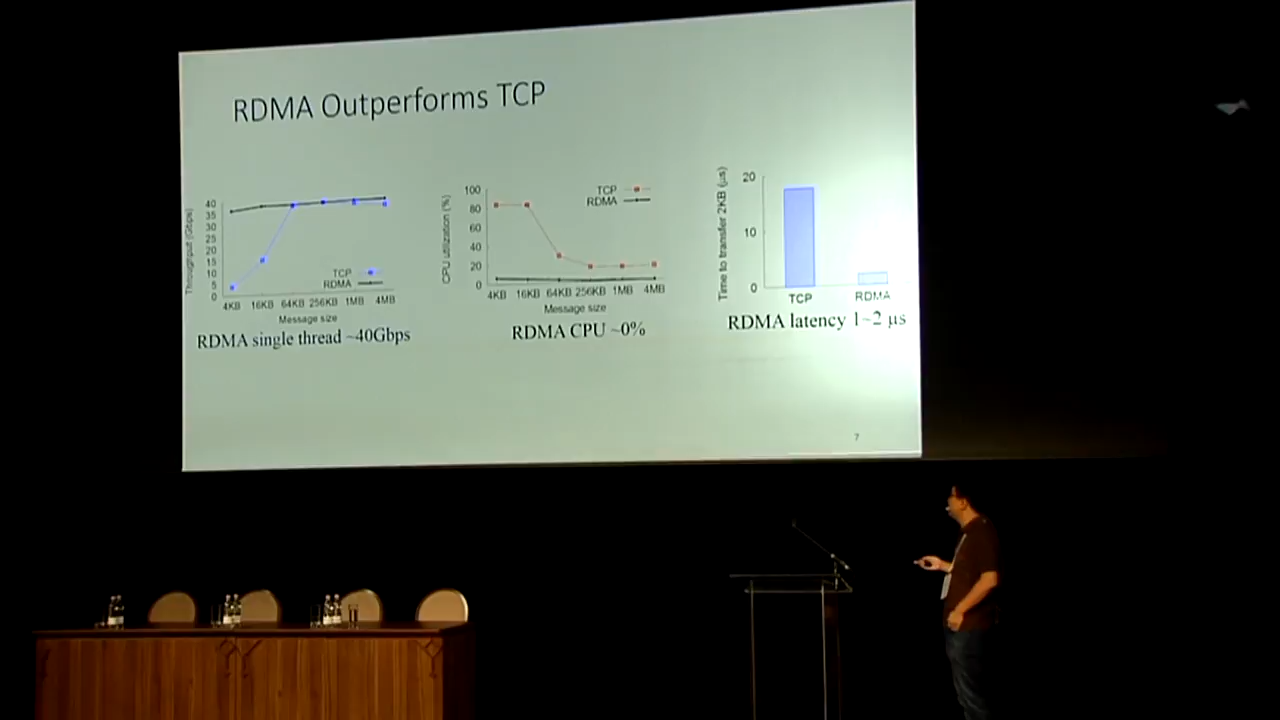 RDMA Outperforms TCP
Throughput (Gbps)
40
35
30
25
20
15
10
5
0
TCP
RDMA
4KB 16KB 64KB 256KB 1MB 4MB
Message size
RDMA single thread ~40Gbps
CPU utilization (%)
100
80
60
40
20
0
TCP
RDMA
4KB 16KB 64KB 256KB 1MB 4MB
Message size
RDMA CPU ~0%
Time to transfer 2KB (µs)
20
10
0
TCP RDMA
RDMA latency 1~2 µs
7